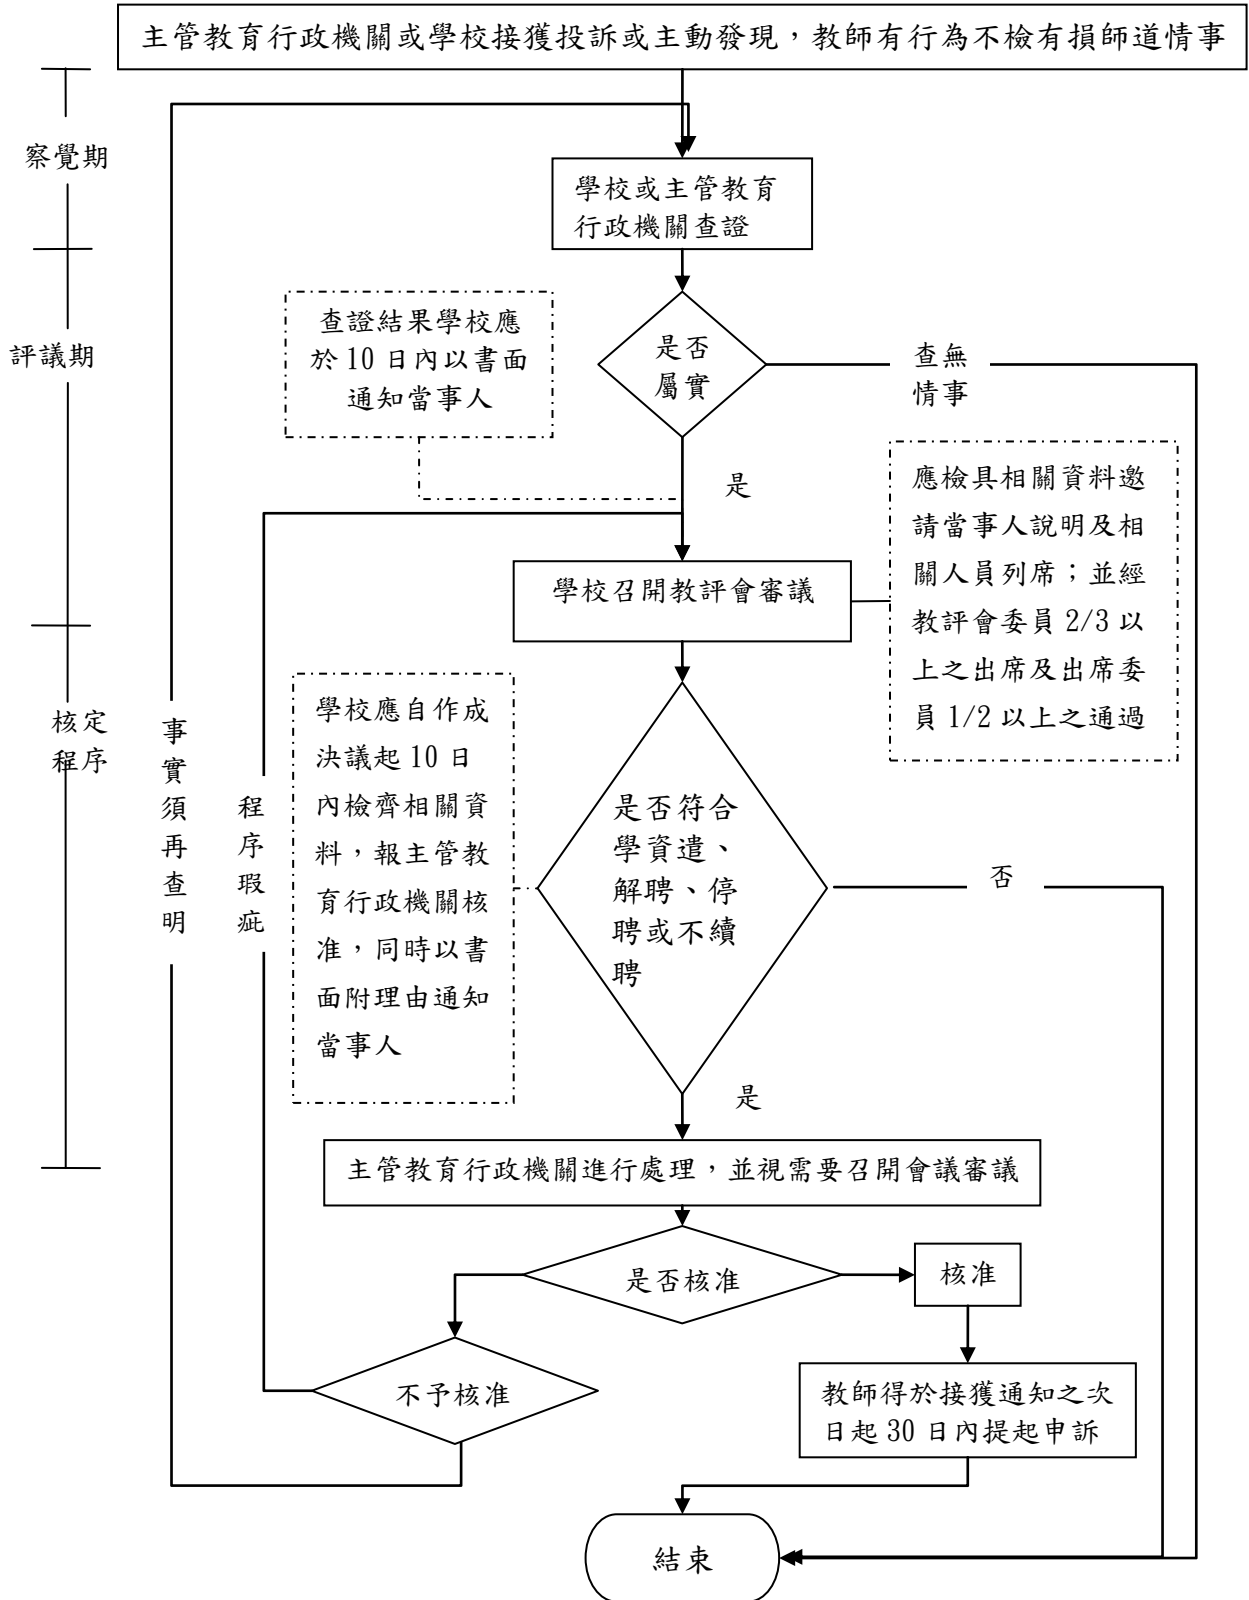 主管教育行政機關或學校接獲投訴或主動發現，教師有行為不檢有損師道情事
察覺期
學校或主管教育
行政機關查證
查證結果學校應
於 10 日內以書面
通知當事人
是否
屬實
查無
情事
評議期
是
應檢具相關資料邀
請當事人說明及相
關人員列席；並經
教評會委員 2/3 以
上之出席及出席委
員 1/2 以上之通過
學校召開教評會審議
核定
程序
事實須再查明
程序瑕疵
學校應自作成
決議起 10 日
內檢齊相關資
料，報主管教
育行政機關核
准，同時以書
面附理由通知
當事人
是否符合
學資遣、
解聘、停
聘或不續
聘
否
是
主管教育行政機關進行處理，並視需要召開會議審議
是否核准
核准
不予核准
教師得於接獲通知之次
日起 30 日內提起申訴
結束